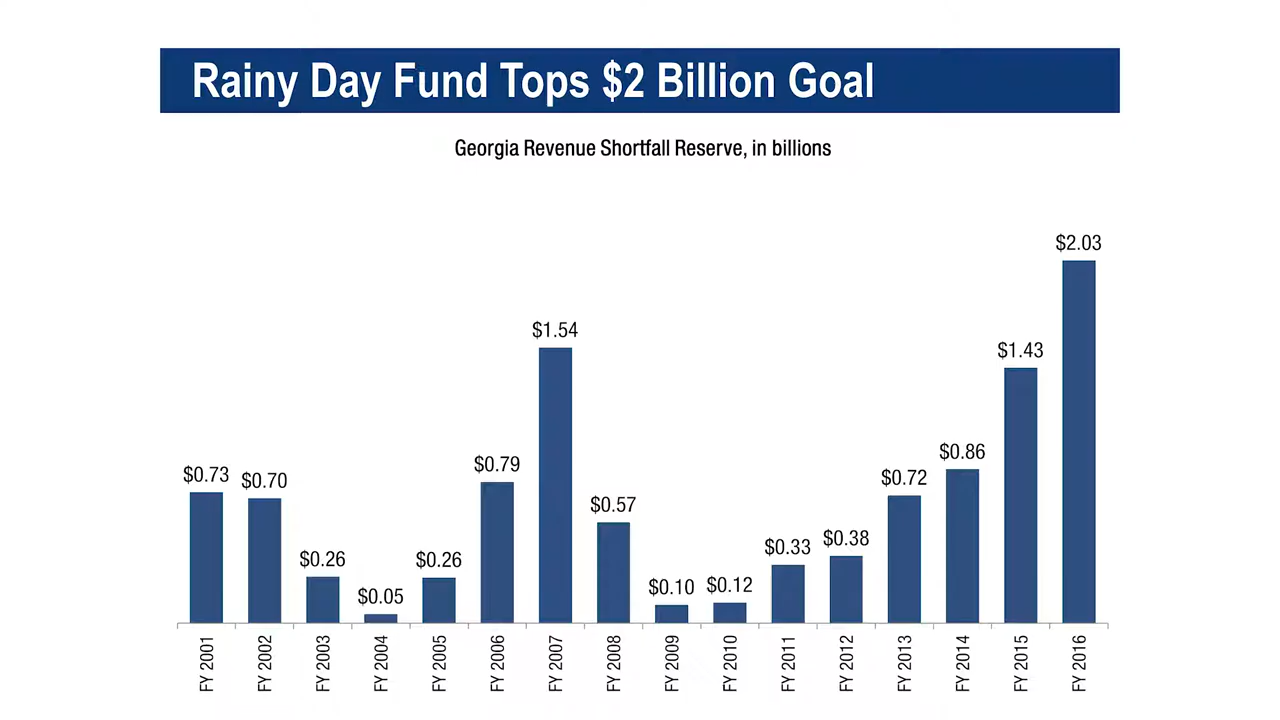 Rainy Day Fund Tops $2 Billion Goal
Georgia Revenue Shortfall Reserve, in billions
$0.73
$0.70
$0.26
$0.05
$0.26
$0.79
$1.54
$0.57
$0.10
$0.12
$0.33
$0.38
$0.72
$0.86
$1.43
$2.03
FY 2001
FY 2002
FY 2003
FY 2004
FY 2005
FY 2006
FY 2007
FY 2008
FY 2009
FY 2010
FY 2011
FY 2012
FY 2013
FY 2014
FY 2015
FY 2016